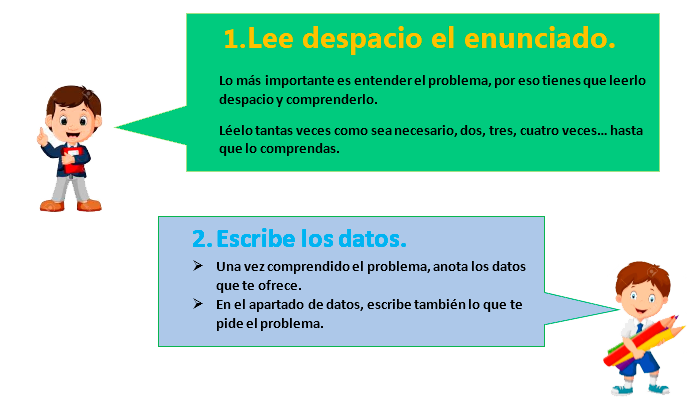 1.Lee despacio el enunciado.
Lo más importante es entender el problema, por eso tienes que leerlo
despacio y comprenderlo.
Léelo tantas veces como sea necesario, dos, tres, cuatro veces... hasta
que lo comprendas.
2. Escribe los datos.
➢ Una vez comprendido el problema, anota los datos
que te ofrece.
➢ En el apartado de datos, escribe también lo que te
pide el problema.